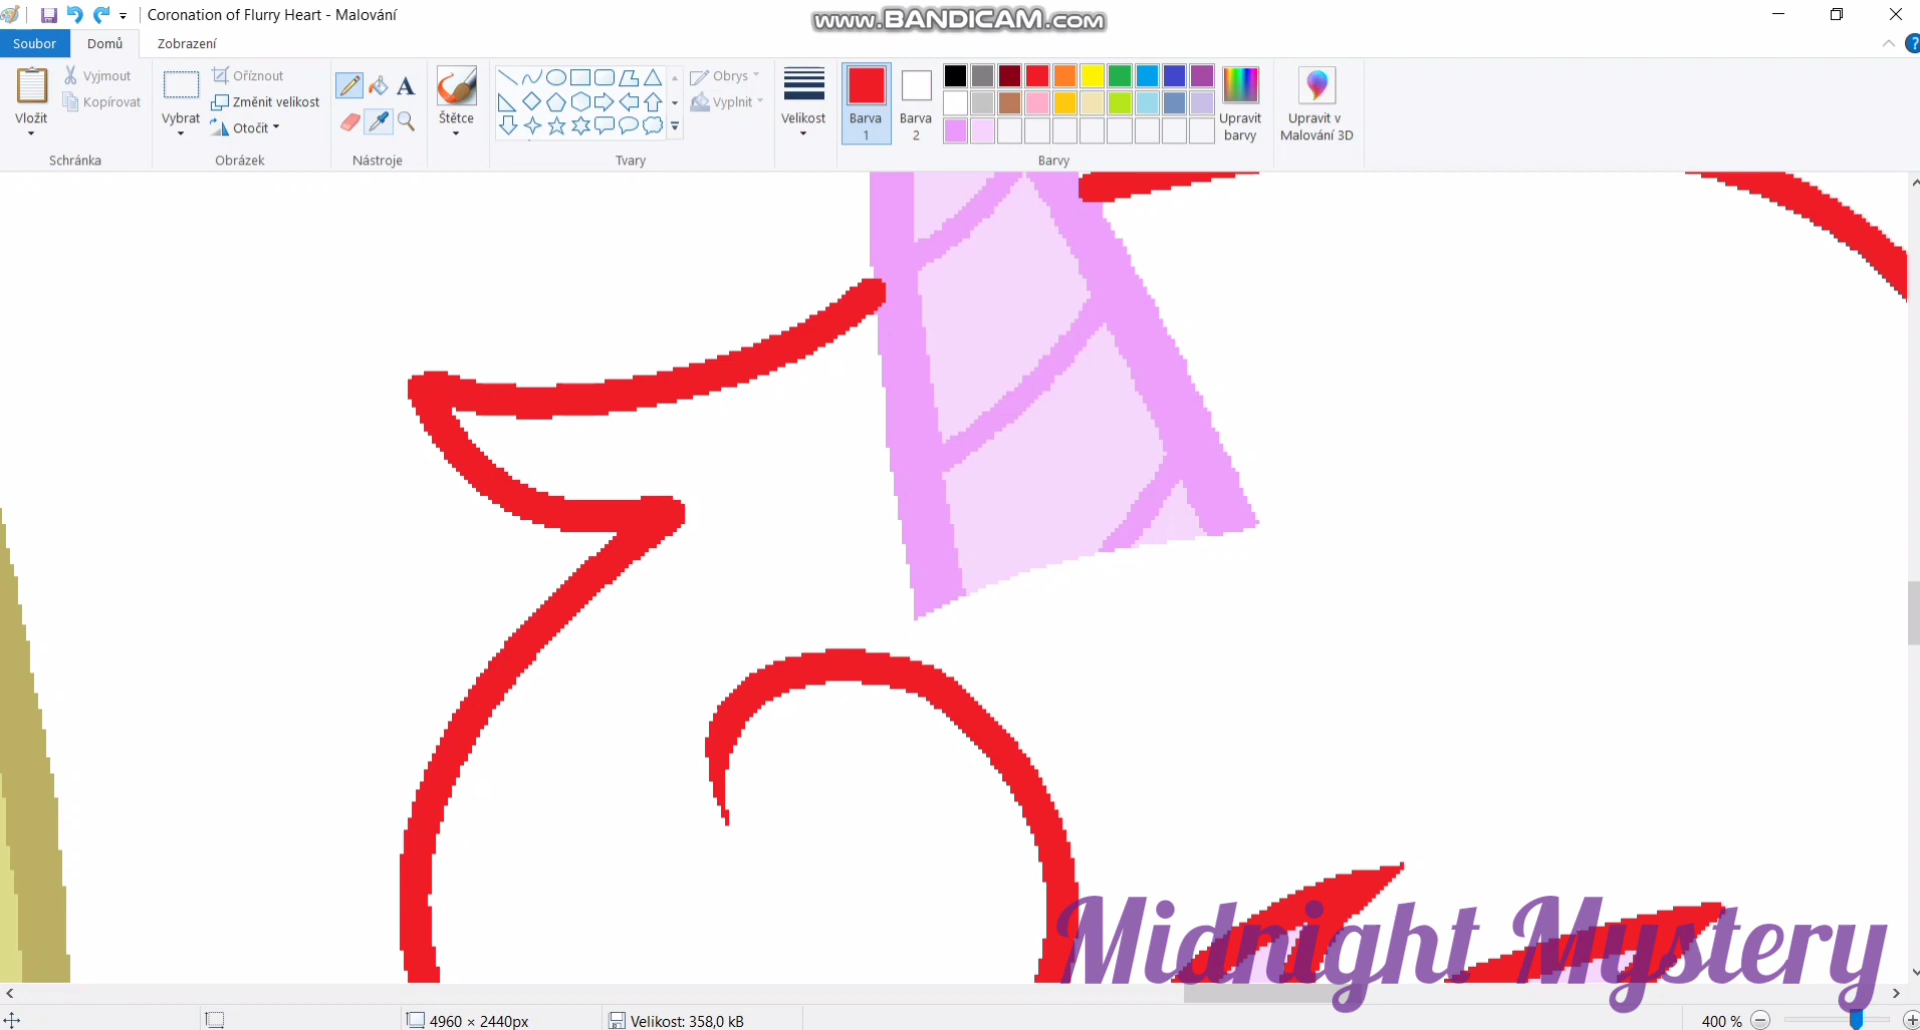 Coronation of Flurry Heart - Malování
www.BANDICAM.com
Soubor
Domů
Zobrazení
Vložit
Vyjmout
Kopírovat
Schránka
Vybrat
Oříznout
Změnit velikost
Otočit
Obrázek
Nástroje
Štětce
Obrys
Vyplnit
Tvary
Velikost
Barva
1
Barva
2
Upravit
barvy
Barvy
Upravit v
Malování 3D
Midnight Mystery
4960 × 2440px
Velikost: 358,0 kB
400 %